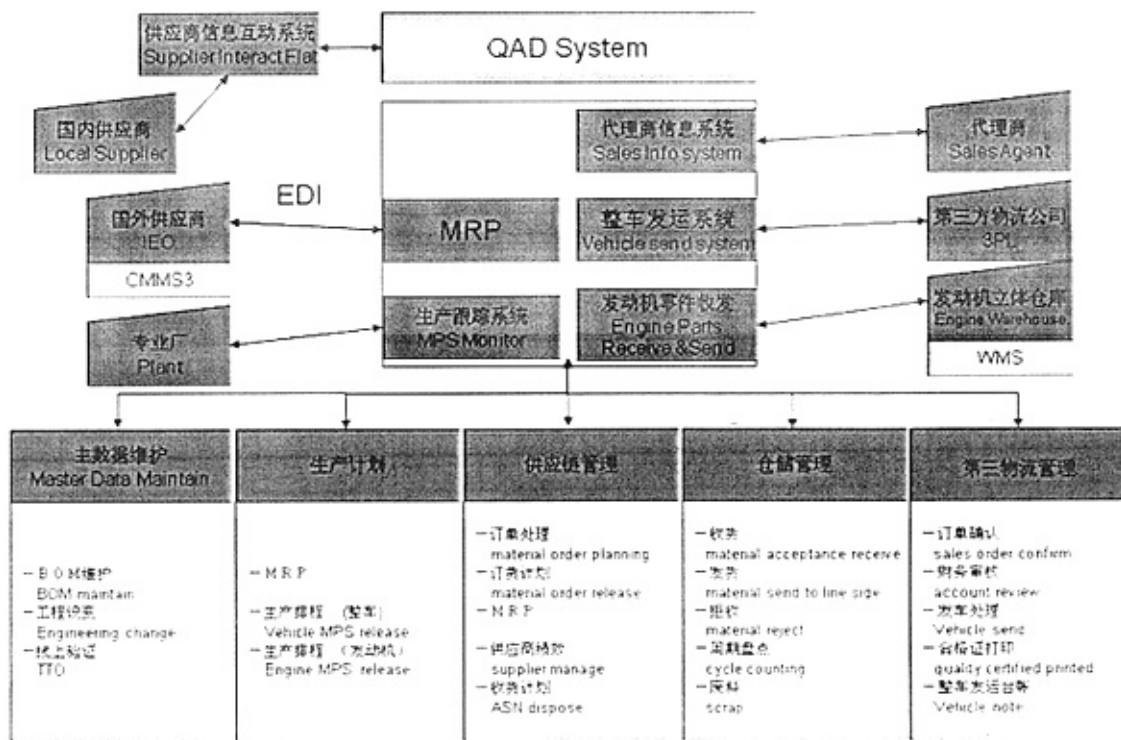 供应商信息互动系统
Supplier Interact Flat
QAD System
国内供应商
Local Supplier
代理商信息系统
Sales Info system
代理商
Sales Agent
EDI
国外供应商
IEO
CMMS3
MRP
整车发运系统
Vehicle send system
第三方物流公司
3PL
生产跟踪系统
MPS Monitor
发动机零件收发
Engine Parts
Receive & Send
发动机立体仓库
Engine Warehouse.
WMS
专业厂
Plant
主数据维护
Master Data Maintain
生产计划
供应链管理
仓储管理
第三物流管理
–BOM维护
BOM maintain
–工程
Engineering change
–线上验证
TTO
–MRP
–生产排程 (整车)
Vehicle MPS release
–生产排程 (发动机)
Engine MPS release
–订单处理
material order planning
–订货计划
material order release
–MRP
–供应商绩效
supplier manage
–收货计划
ASN dispose
–收货
material acceptance receive
–发货
material send to line side
–拒收
material reject
–周期盘点
cycle counting
–废料
scrap
–订单确认
sales order confirm
–财务审核
account review
–发车处理
Vehicle send
–合格证打印
quality certified printed
–整车发运台帐
Vehicle note